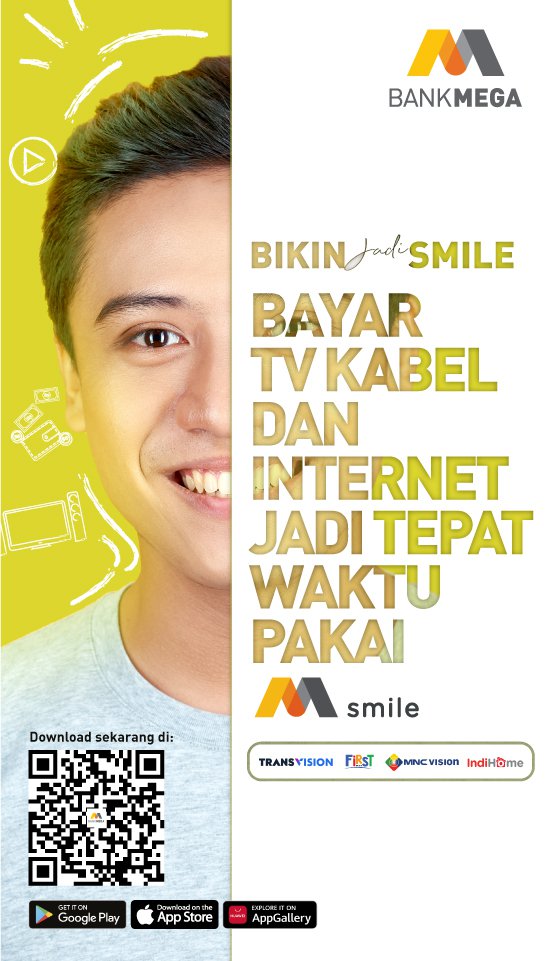 BANKMEGA
BIKIN Jadi SMILE
BAYAR
TV KABEL
DAN
INTERNET
JADI TEPAT
WAKTU
PAKAI
smile
TRANSVISION FIRST MNC VISION IndiHome
Download sekarang di:
GET IT ON
Google Play
Download on the
App Store
EXPLORE IT ON
AppGallery